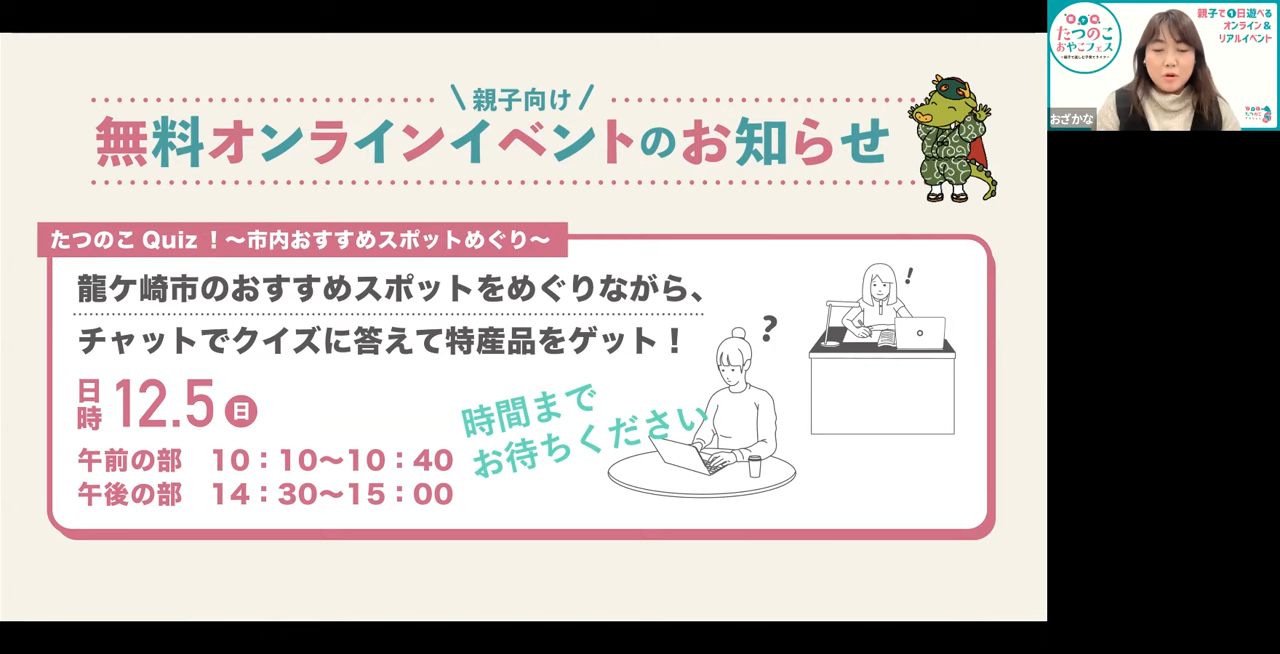 親子向け
無料オンラインイベントのお知らせ
たつのこ Quiz !～市内おすすめスポットめぐり～
龍ケ崎市のおすすめスポットをめぐりながら、
チャットでクイズに答えて特産品をゲット!
日時 12.5 日
午前の部 10:10～10:40
午後の部 14:30～15:00
時間まで
お待ちください
?
!
たつのこ
おやこフェス
親子で1日遊べる
オンライン&
リアルイベント
おざかな